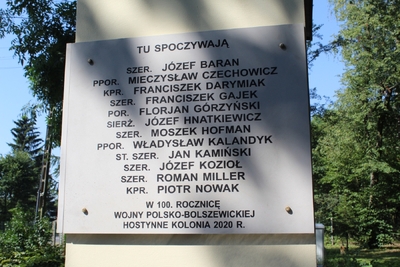 TU SPOCZYWAJĄ
SZER. JÓZEF BARAN
PPOR. MIECZYSŁAW CZECHOWICZ
KPR. FRANCISZEK DARYMIAK
SZER. FRANCISZEK GAJEK
POR. FLORJAN GÓRZYŃSKI
SIERŻ. JÓZEF HNATKIEWICZ
SZER. MOSZEK HOFMAN
PPOR. WŁADYSŁAW KALANDYK
ST. SZER. JAN KAMIŃSKI
SZER. JÓZEF KOZIOŁ
SZER. ROMAN MILLER
KPR. PIOTR NOWAK
W 100. ROCZNICĘ
WOJNY POLSKO-BOLSZEWICKIEJ
HOSTYNNE KOLONIA 2020 R.